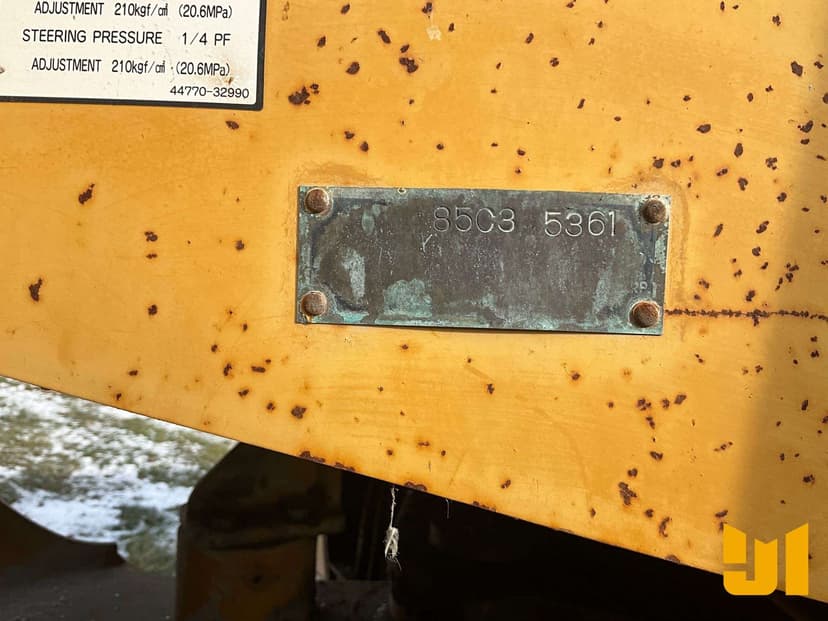 ADJUSTMENT 210kgf/cm² (20.6MPa)
STEERING PRESSURE 1/4 PF
ADJUSTMENT 210kgf/cm² (20.6MPa)
44770-32990
85C3 5361